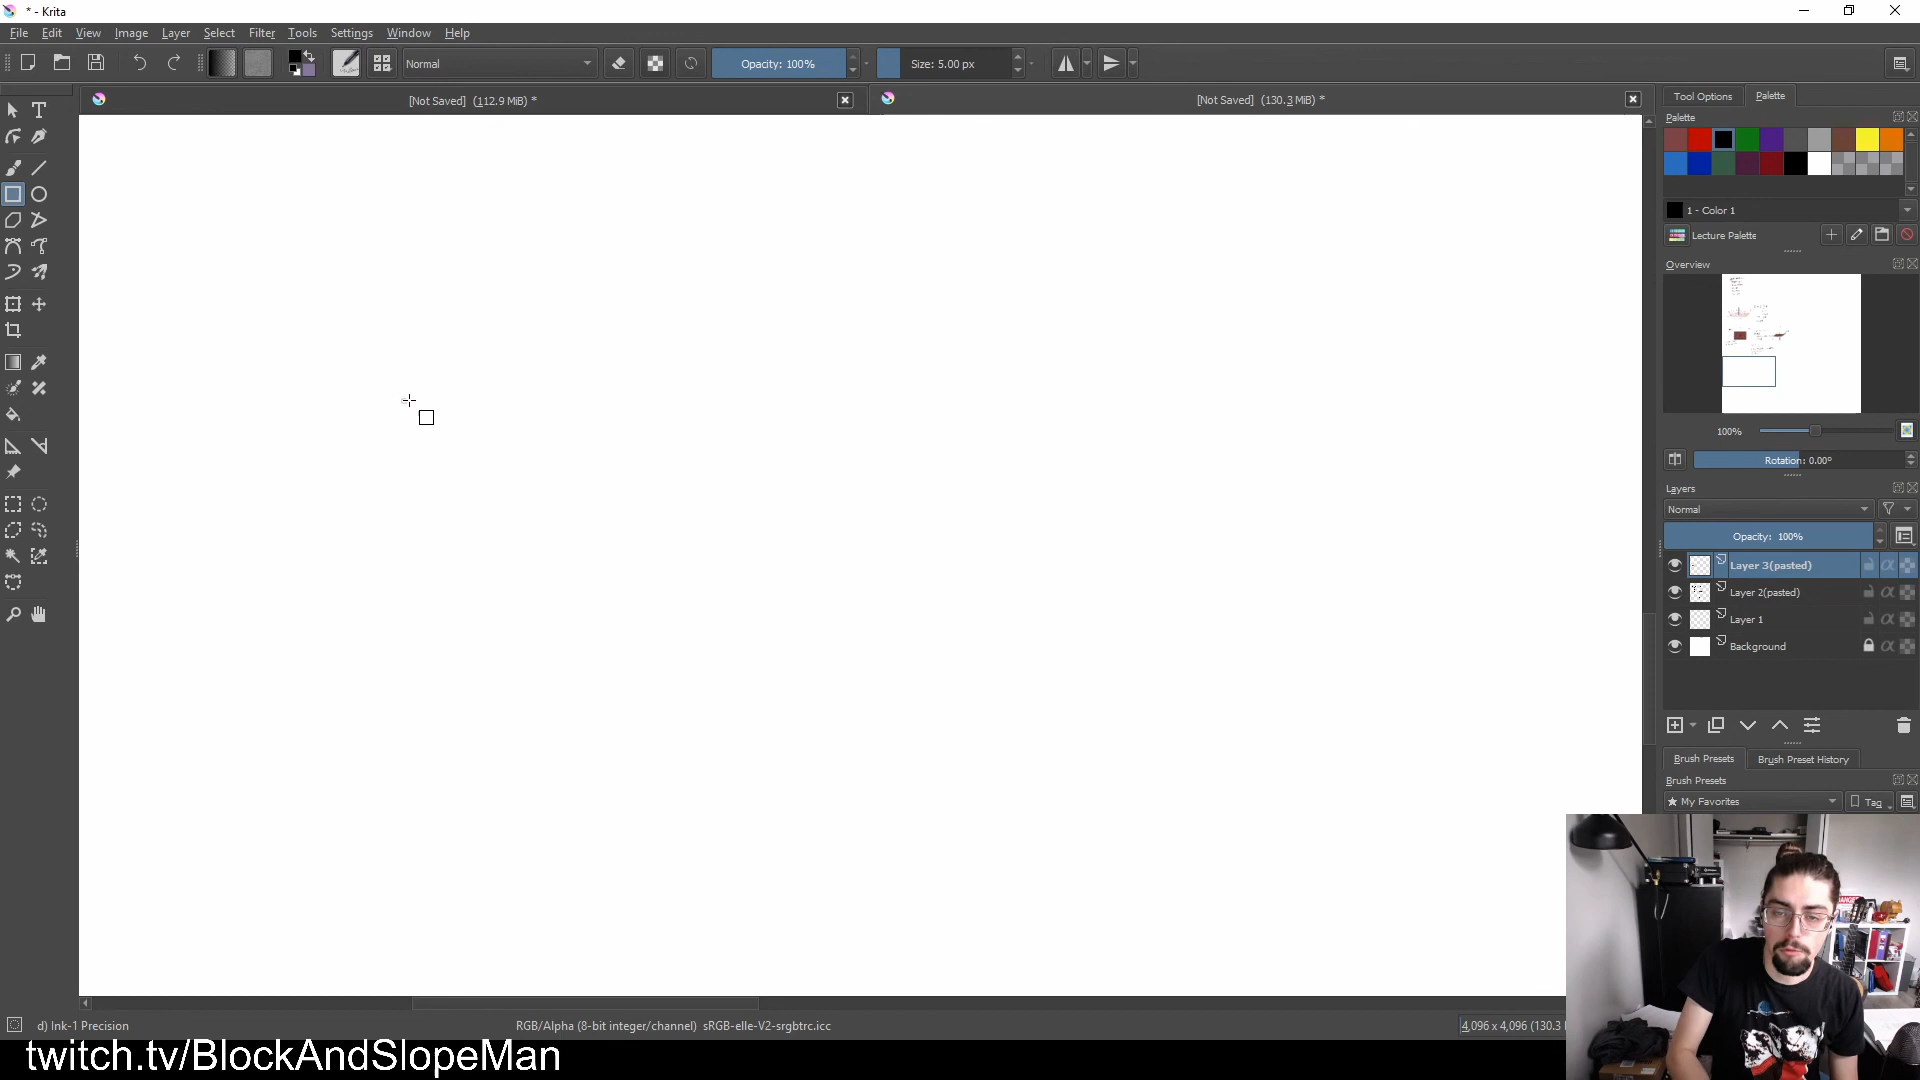 * - Krita
File Edit View Image Layer Select Filter Tools Settings Window Help
Normal Opacity: 100% Size: 5.00 px
[Not Saved] (112.9 MiB) * [Not Saved] (130.3 MiB) *
Tool Options Palette
Palette
1 - Color 1
Lecture Palette
Overview
100%
Rotation: 0.00°
Layers
Normal
Opacity: 100%
Layer 3(pasted)
Layer 2(pasted)
Layer 1
Background
Brush Presets Brush Preset History
Brush Presets
★ My Favorites Tag
d) Ink-1 Precision RGB/Alpha (8-bit integer/channel) sRGB-elle-V2-srgbtrc.icc 4,096 x 4,096 (130.3
twitch.tv/BlockAndSlopeMan